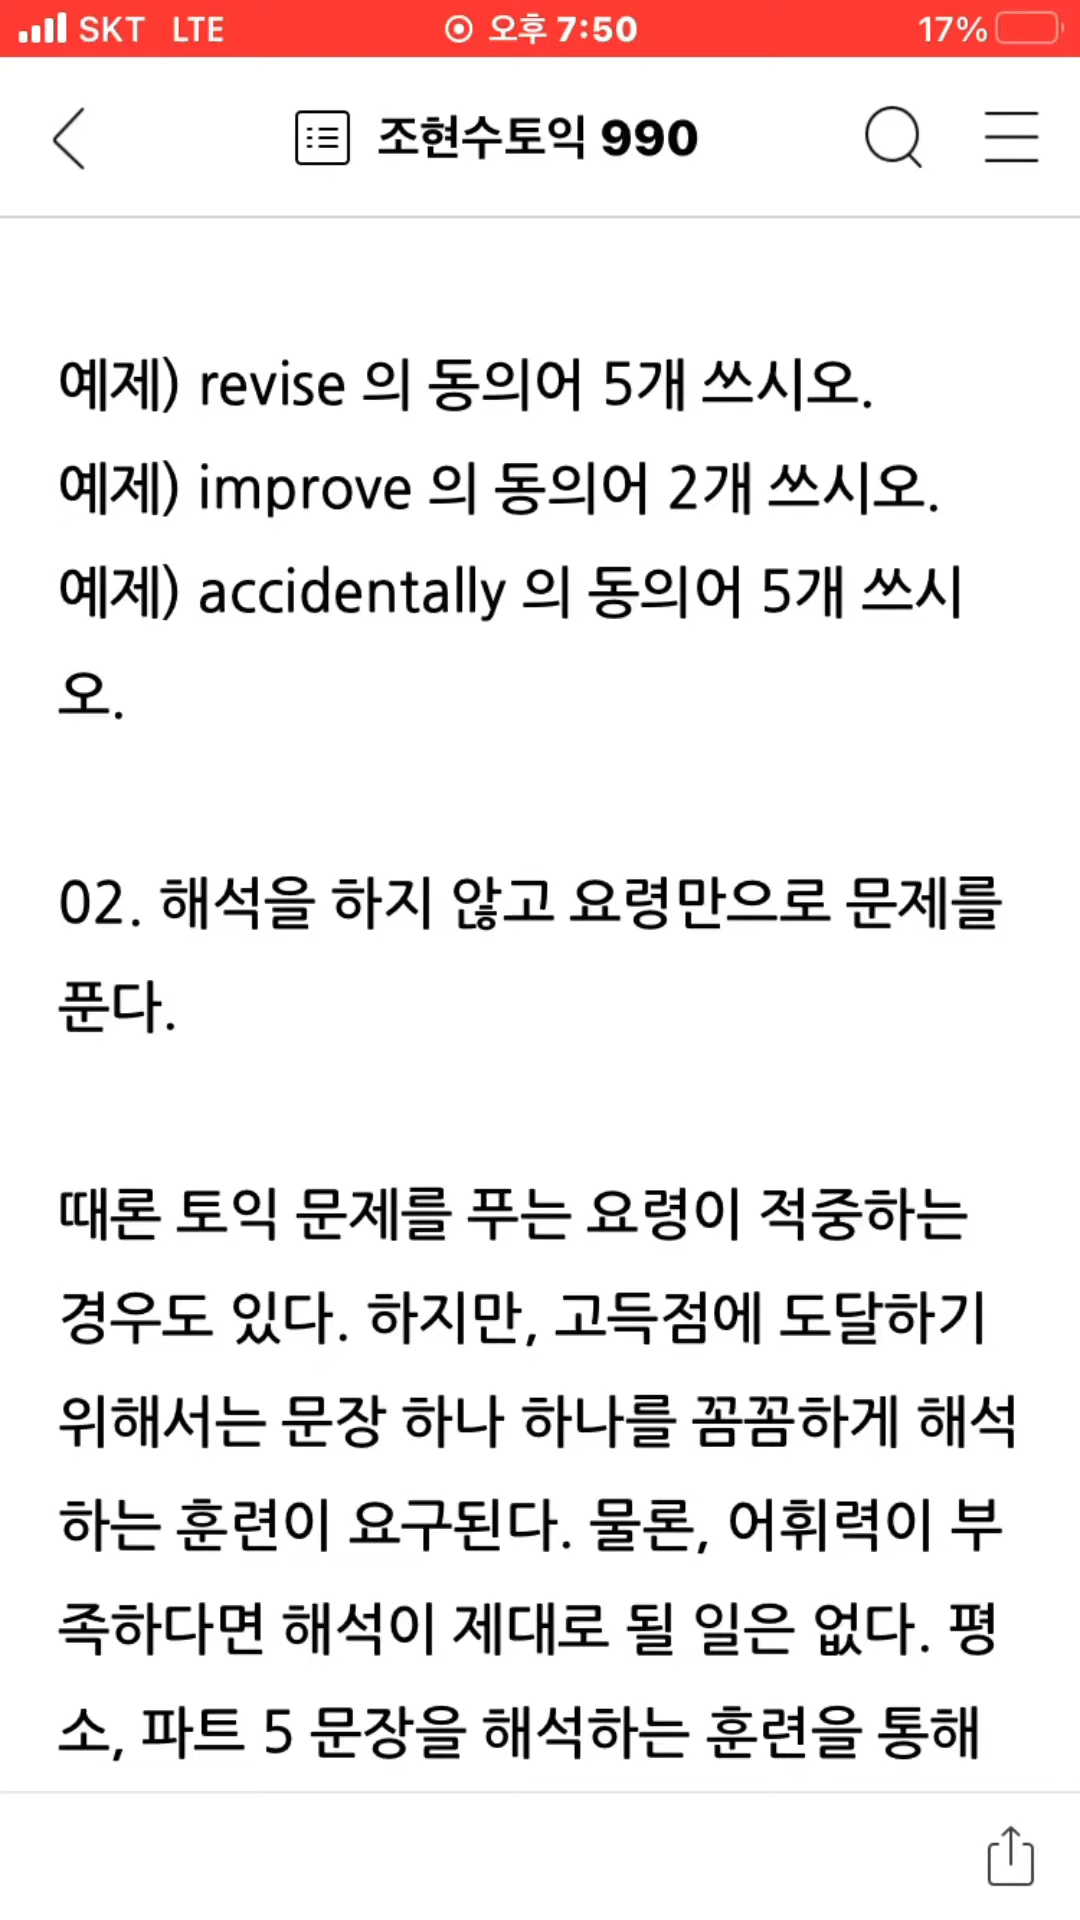 SKT LTE 오후 7:50 17%
조현수토익 990
예제) revise 의 동의어 5개 쓰시오.
예제) improve 의 동의어 2개 쓰시오.
예제) accidentally 의 동의어 5개 쓰시
오.
02. 해석을 하지 않고 요령만으로 문제를
푼다.
때론 토익 문제를 푸는 요령이 적중하는
경우도 있다. 하지만, 고득점에 도달하기
위해서는 문장 하나 하나를 꼼꼼하게 해석
하는 훈련이 요구된다. 물론, 어휘력이 부
족하다면 해석이 제대로 될 일은 없다. 평
소, 파트 5 문장을 해석하는 훈련을 통해